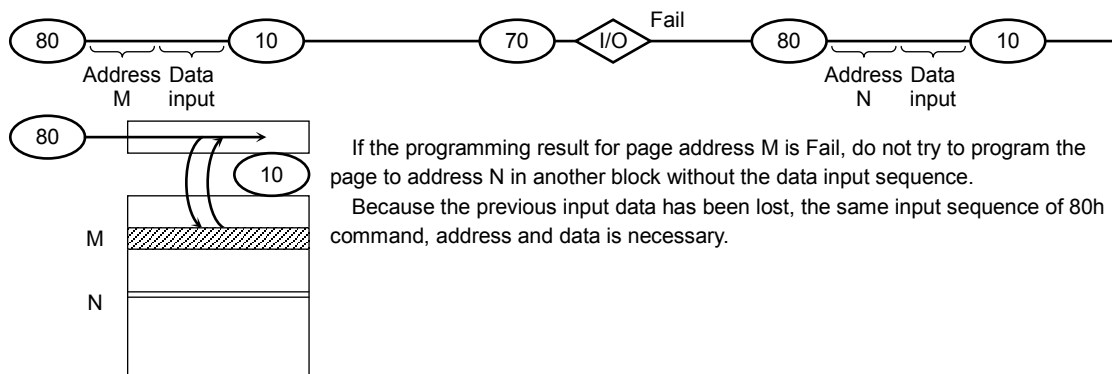 Fail
80 10 70 I/O 80 10
Address Data Address Data
M input N input
80
10
If the programming result for page address M is Fail, do not try to program the
page to address N in another block without the data input sequence.
Because the previous input data has been lost, the same input sequence of 80h
command, address and data is necessary.
M
N